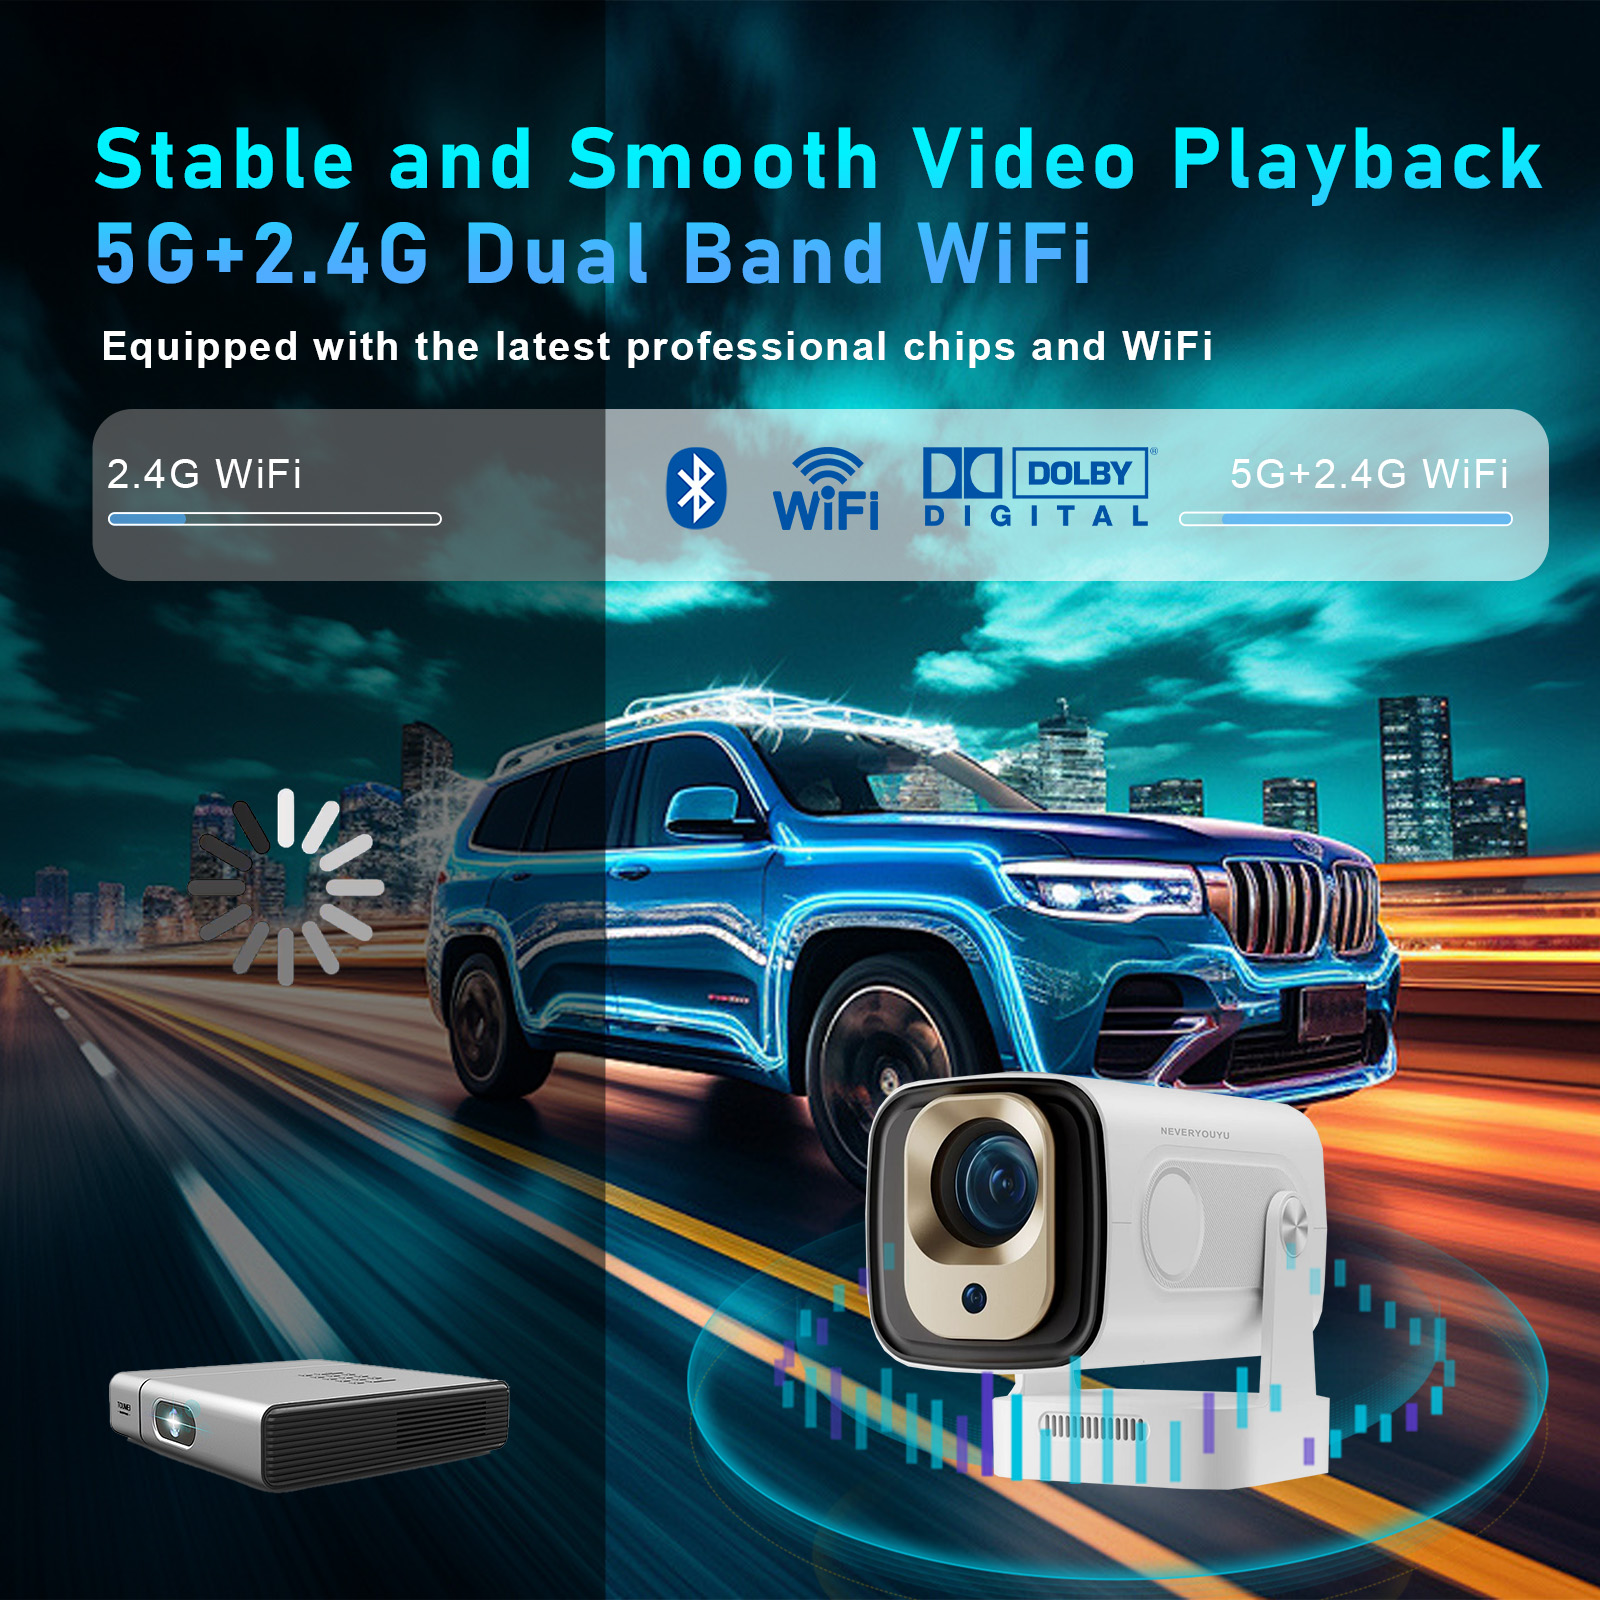 Stable and Smooth Video Playback
5G+2.4G Dual Band WiFi
Equipped with the latest professional chips and WiFi
2.4G WiFi
WiFi
DOLBY®
DIGITAL
5G+2.4G WiFi
NEVERYOUYU